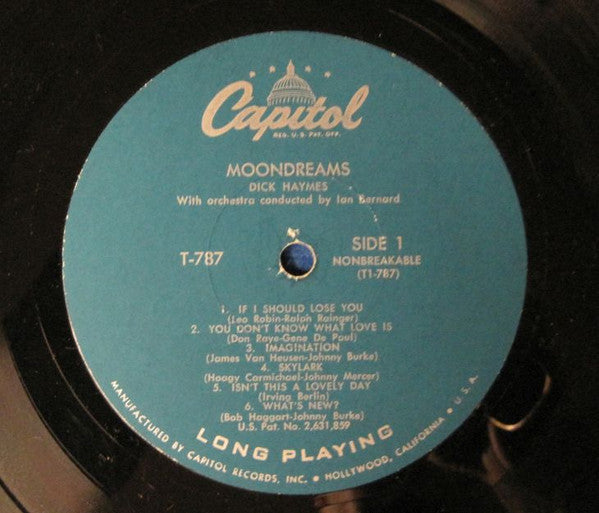 Capitol
REG. U.S. PAT. OFF.
MOONDREAMS
DICK HAYMES
With orchestra conducted by Ian Bernard
T-787
SIDE 1
NONBREAKABLE
(T1-787)
1. IF I SHOULD LOSE YOU
(Leo Robin-Ralph Rainger)
2. YOU DON'T KNOW WHAT LOVE IS
(Don Raye-Gene De Paul)
3. IMAGINATION
(James Van Heusen-Johnny Burke)
4. SKYLARK
(Hoagy Carmichael-Johnny Mercer)
5. ISN'T THIS A LOVELY DAY
(Irving Berlin)
6. WHAT'S NEW?
(Bob Haggart-Johnny Burke)
U.S. Pat. No. 2,631,859
LONG PLAYING
MANUFACTURED BY CAPITOL RECORDS, INC. • HOLLYWOOD, CALIFORNIA • U.S.A.